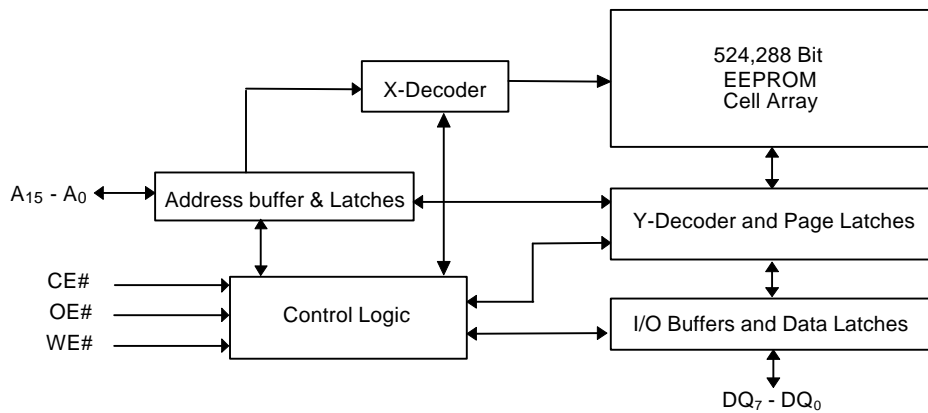 524,288 Bit
EEPROM
Cell Array
X-Decoder
A₁₅ - A₀
Address buffer & Latches
Y-Decoder and Page Latches
CE#
OE#
WE#
Control Logic
I/O Buffers and Data Latches
DQ₇ - DQ₀